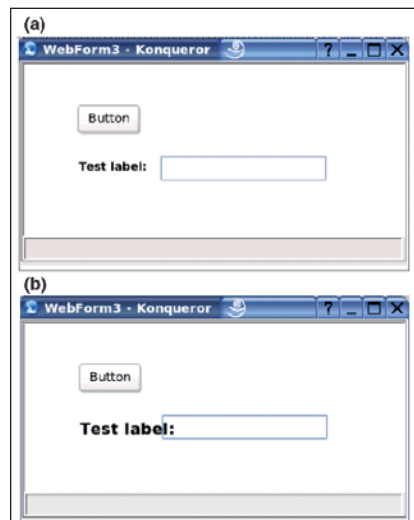 (a)
WebForm3 - Konqueror ?
Button
Test label:
(b)
WebForm3 - Konqueror ?
Button
Test label: